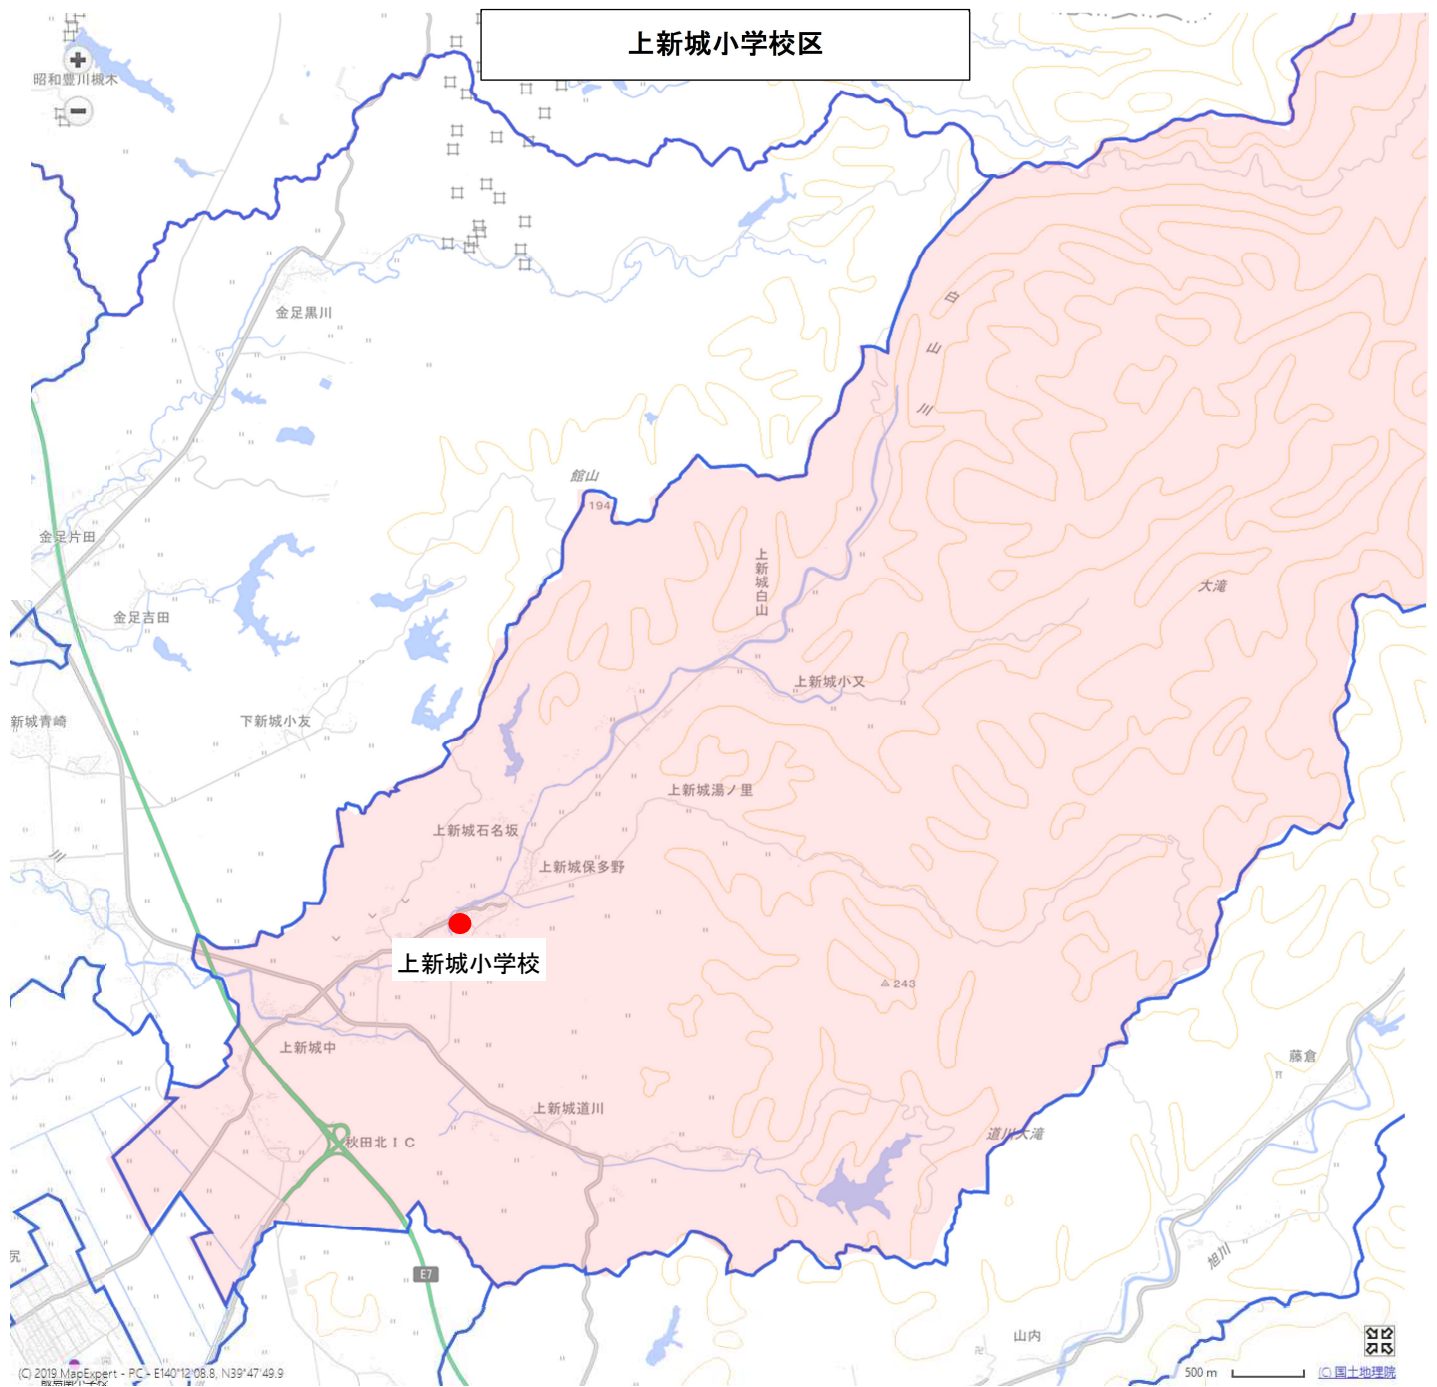 上新城小学校区
昭和豊川槻木
金足黒川
白山川
館山
194
金足片田
上新城白山
大滝
金足吉田
上新城小又
新城青崎
下新城小友
上新城湯ノ里
上新城石名坂
川
上新城保多野
上新城小学校
243
上新城中
藤倉
上新城道川
道川大滝
秋田北IC
尻
旭川
E7
山内
500 m
(C) 国土地理院
(C) 2019 MapExpert - PC - E140°12'08.8, N39°47'49.9